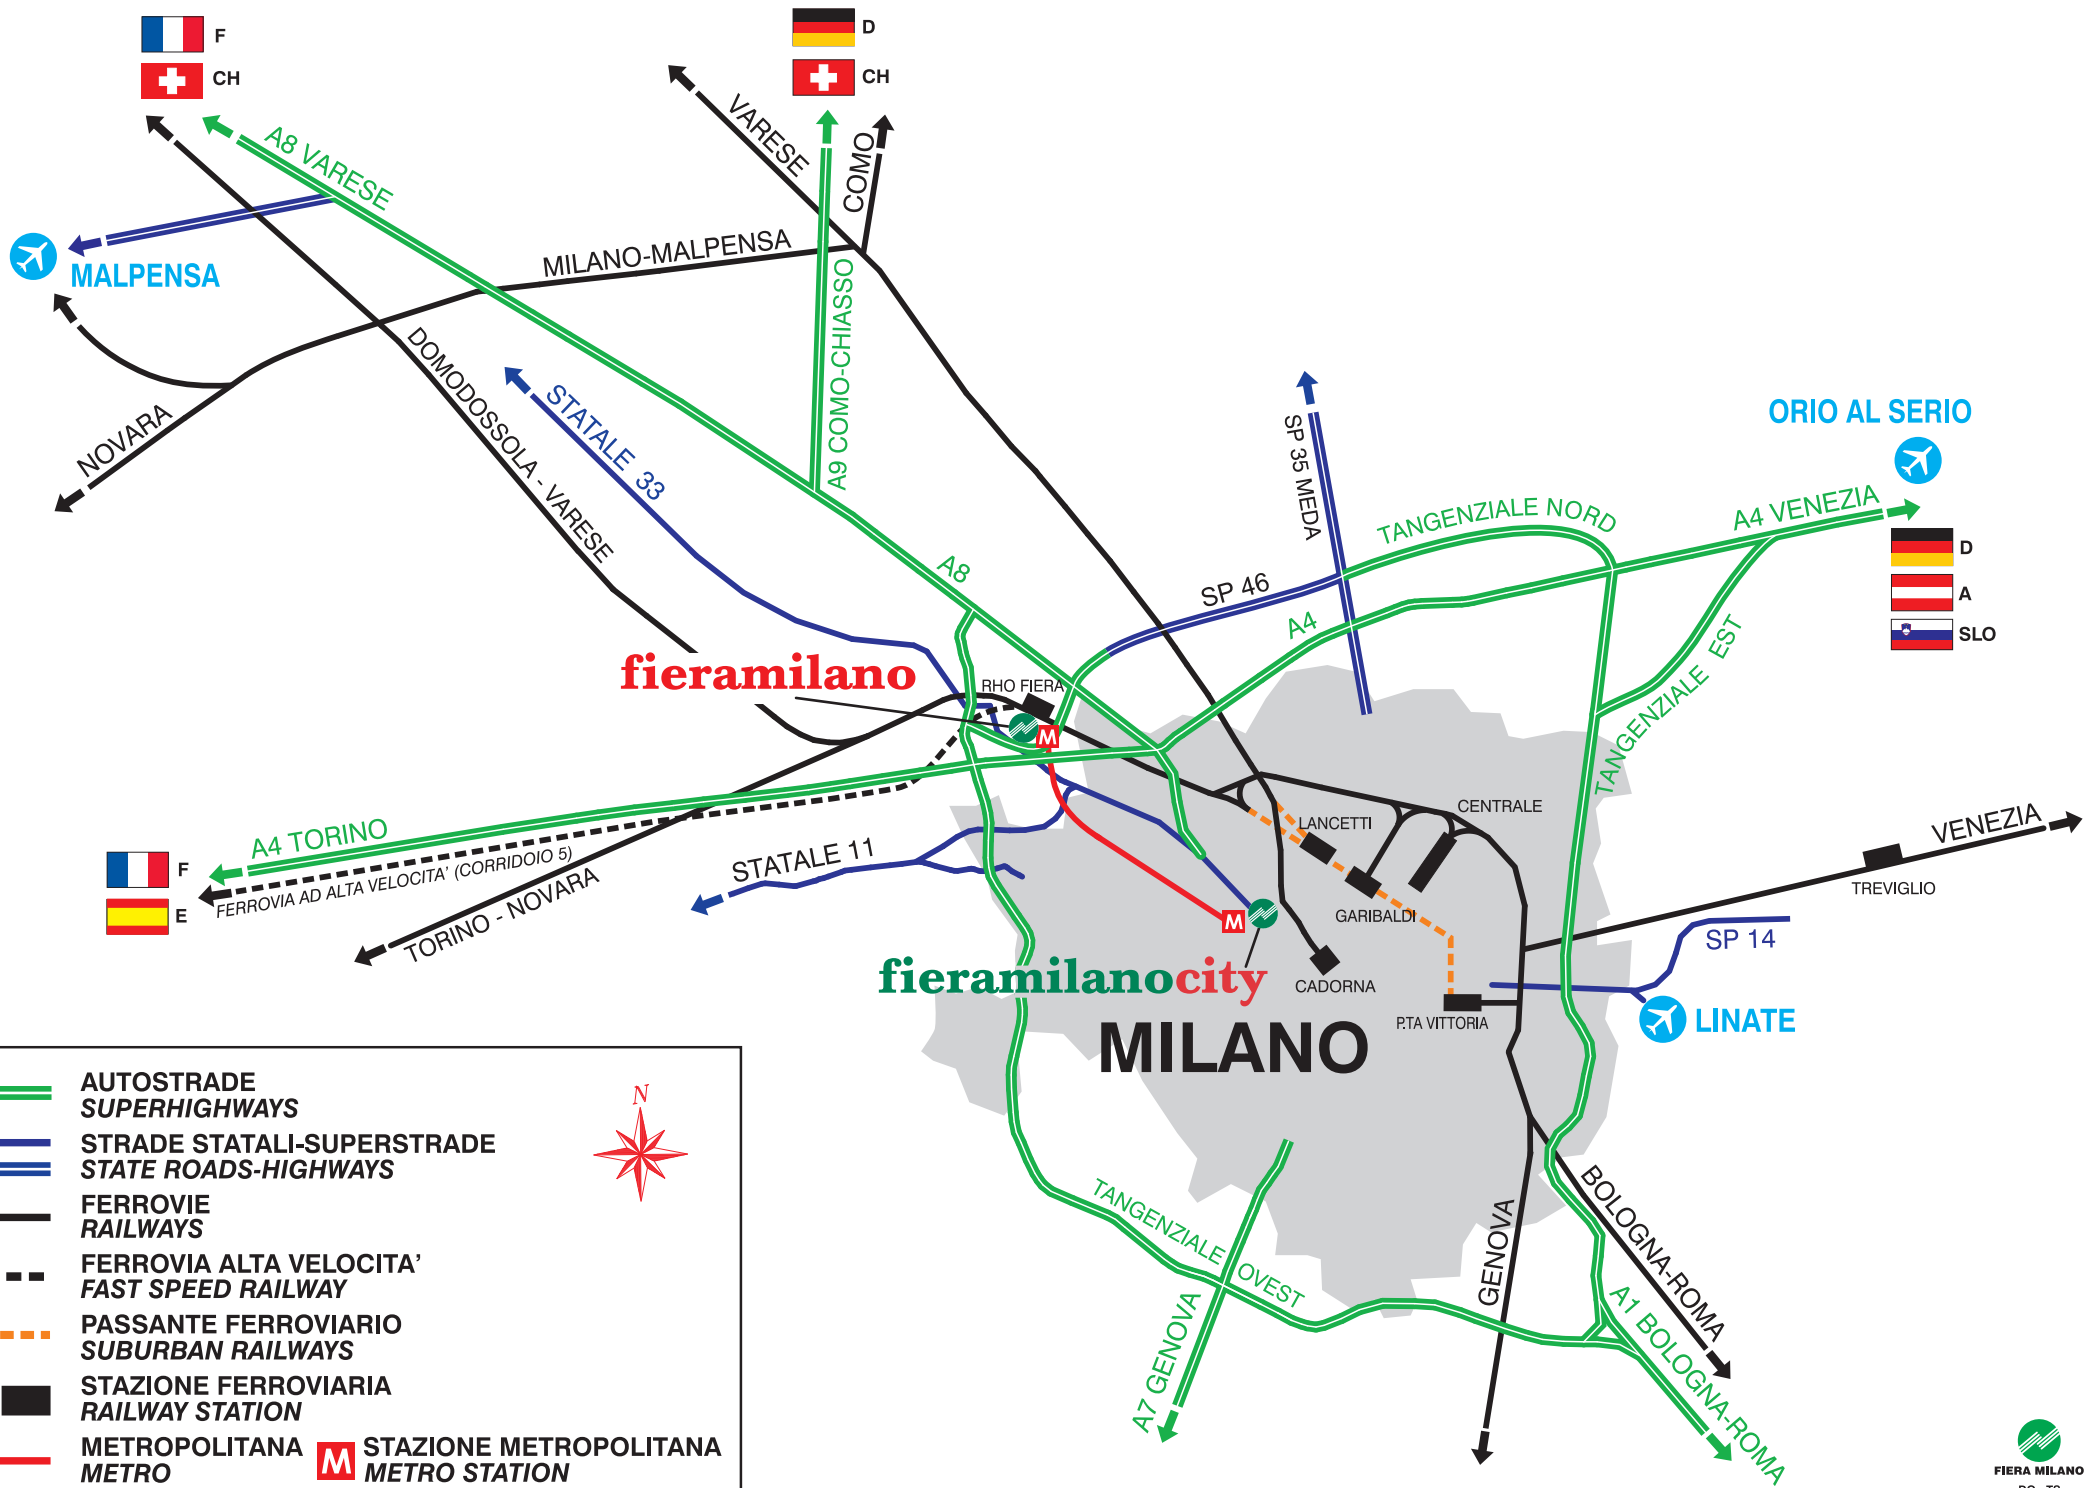 F
CH
D
CH
VARESE
COMO
A8 VARESE
MALPENSA
MILANO-MALPENSA
A9 COMO-CHIASSO
DOMODOSSOLA - VARESE
NOVARA
STATALE 33
SP 35 MEDA
ORIO AL SERIO
TANGENZIALE NORD
A4 VENEZIA
D
A
SLO
A8
SP 46
A4
TANGENZIALE EST
fieramilano
RHO FIERA
M
LANCETTI
CENTRALE
GARIBALDI
VENEZIA
TREVIGLIO
A4 TORINO
F
E
FERROVIA AD ALTA VELOCITA' (CORRIDOIO 5)
TORINO - NOVARA
STATALE 11
M
SP 14
fieramilanocity
CADORNA
P.TA VITTORIA
LINATE
MILANO
TANGENZIALE OVEST
A7 GENOVA
GENOVA
BOLOGNA-ROMA
A1 BOLOGNA-ROMA
N
AUTOSTRADE
SUPERHIGHWAYS
STRADE STATALI-SUPERSTRADE
STATE ROADS-HIGHWAYS
FERROVIE
RAILWAYS
FERROVIA ALTA VELOCITA'
FAST SPEED RAILWAY
PASSANTE FERROVIARIO
SUBURBAN RAILWAYS
STAZIONE FERROVIARIA
RAILWAY STATION
METROPOLITANA
METRO
M STAZIONE METROPOLITANA
METRO STATION
FIERA MILANO